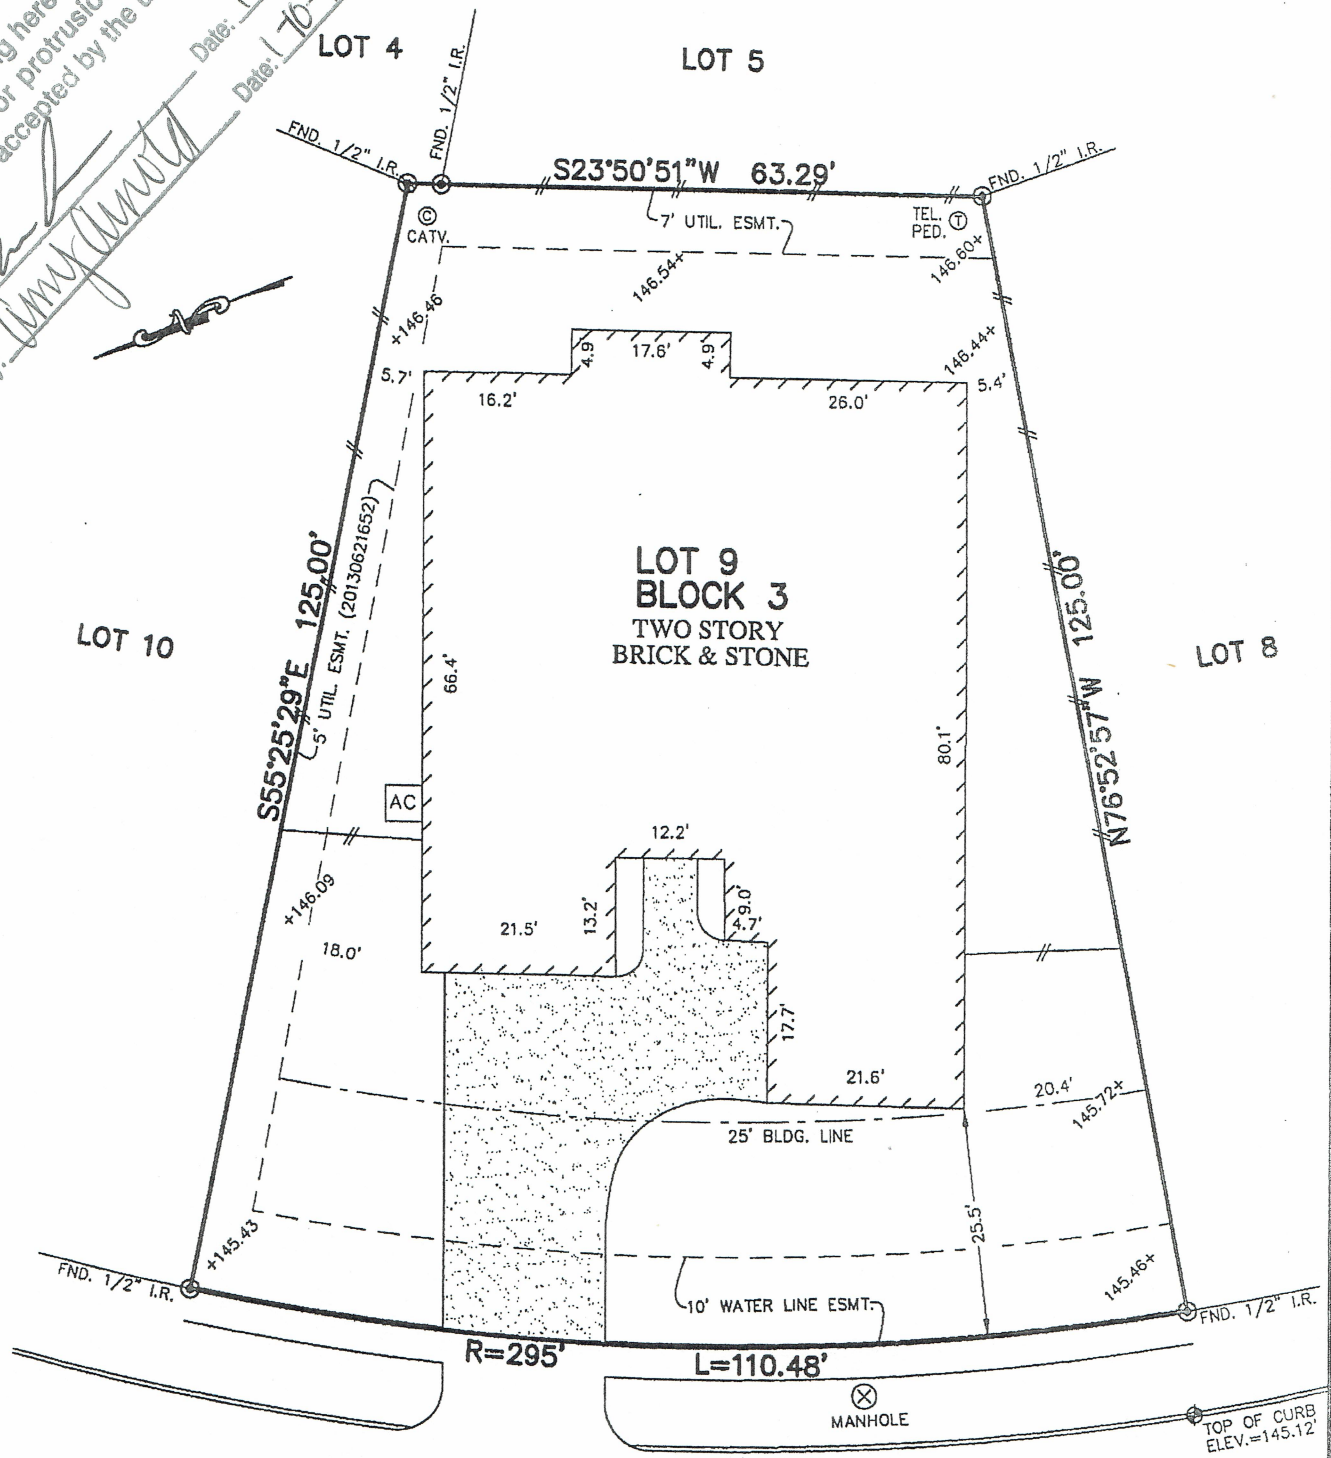 g here
or protrusio
accepted by the u
Date:
Date:
LOT 4
LOT 5
FND. 1/2" I.R.
FND. 1/2" I.R.
S23°50'51"W 63.29'
FND. 1/2" I.R.
7' UTIL. ESMT.
C
CATV.
TEL.
PED.
T
146.60+
146.54+
+146.46
N
146.44+
17.6'
4.9'
4.9'
5.7'
5.4'
16.2'
26.0'
S55°25'29"E 125.00'
5' UTIL. ESMT. (20130621652)
LOT 9
BLOCK 3
TWO STORY
BRICK & STONE
N76°52'57"W 125.00'
LOT 10
LOT 8
66.4'
80.1'
AC
12.2'
+146.09
18.0'
21.5'
13.2'
9.0'
4.7'
17.7'
21.6'
20.4'
145.72+
25' BLDG. LINE
25.5'
+145.43
145.46+
FND. 1/2" I.R.
10' WATER LINE ESMT.
FND. 1/2" I.R.
R=295'
L=110.48'
MANHOLE
TOP OF CURB
ELEV.=145.12'